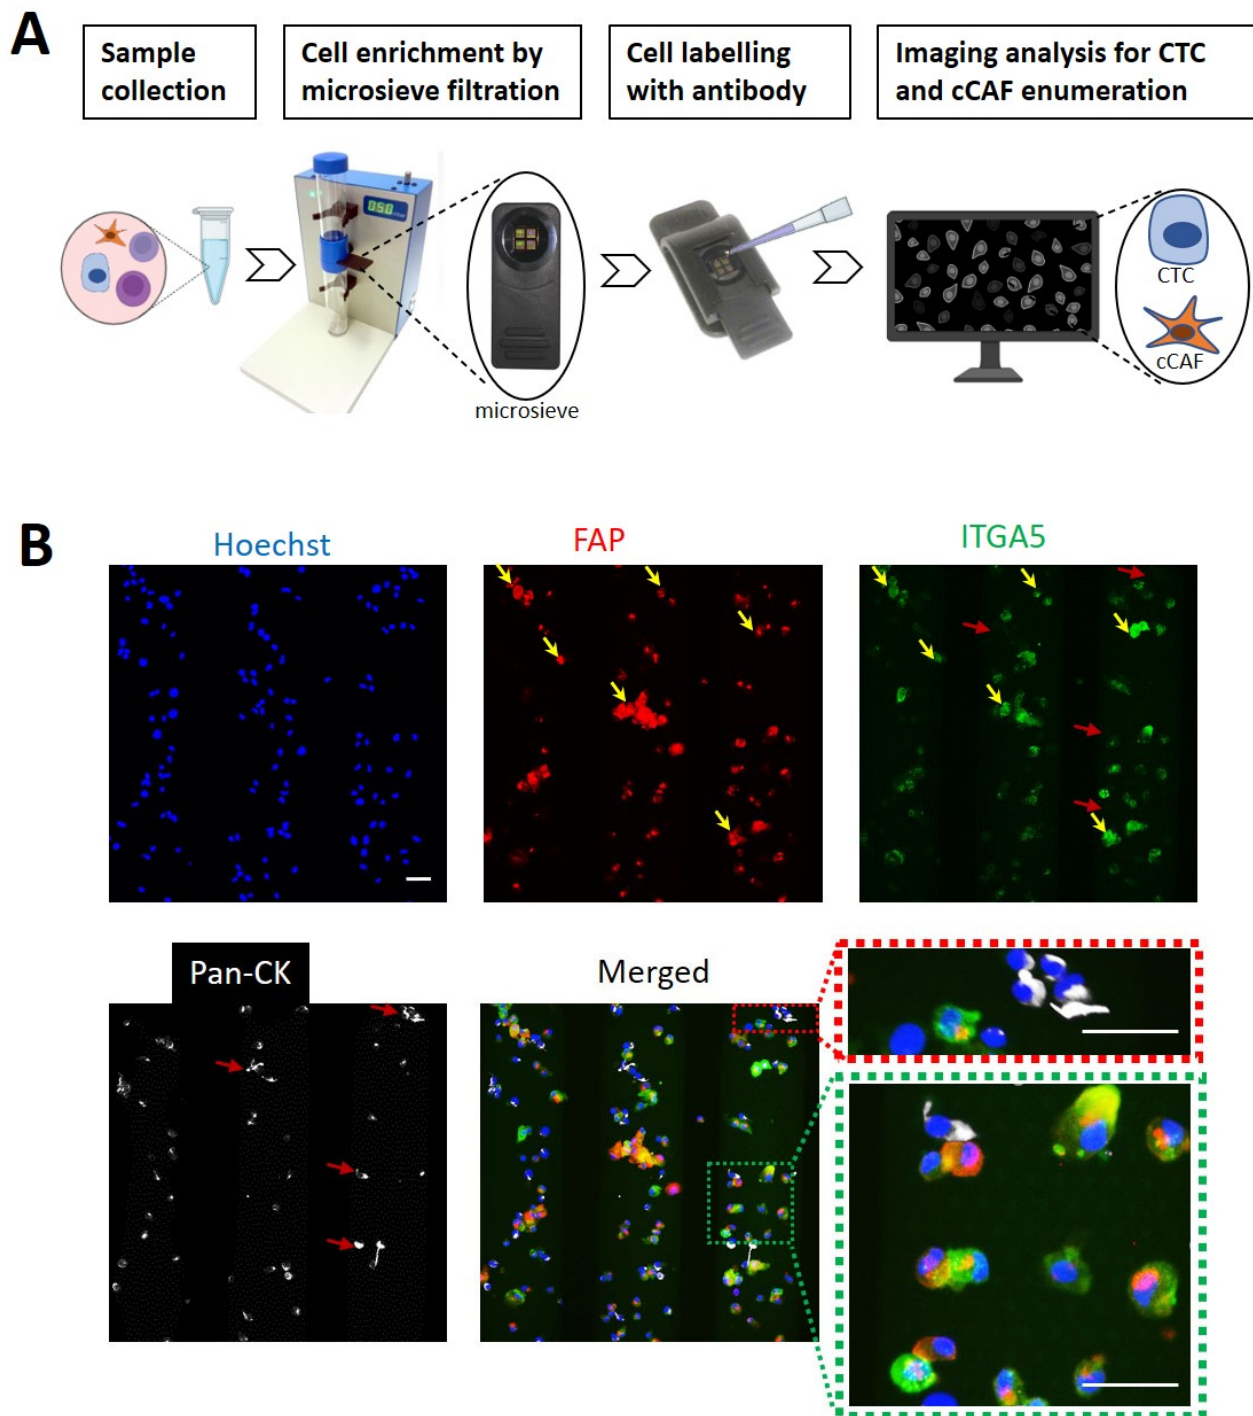 A
Sample
collection
Cell enrichment by
microsieve filtration
Cell labelling
with antibody
Imaging analysis for CTC
and cCAF enumeration
050
microsieve
CTC
cCAF
B
Hoechst
FAP
ITGA5
Pan-CK
Merged